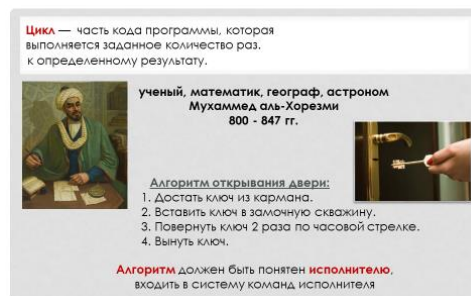 Цикл — часть кода программы, которая
выполняется заданное количество раз.
к определенному результату.
ученый, математик, географ, астроном
Мухаммед аль-Хорезми
800 - 847 гг.
Алгоритм открывания двери:
1. Достать ключ из кармана.
2. Вставить ключ в замочную скважину.
3. Повернуть ключ 2 раза по часовой стрелке.
4. Вынуть ключ.
Алгоритм должен быть понятен исполнителю,
входить в систему команд исполнителя